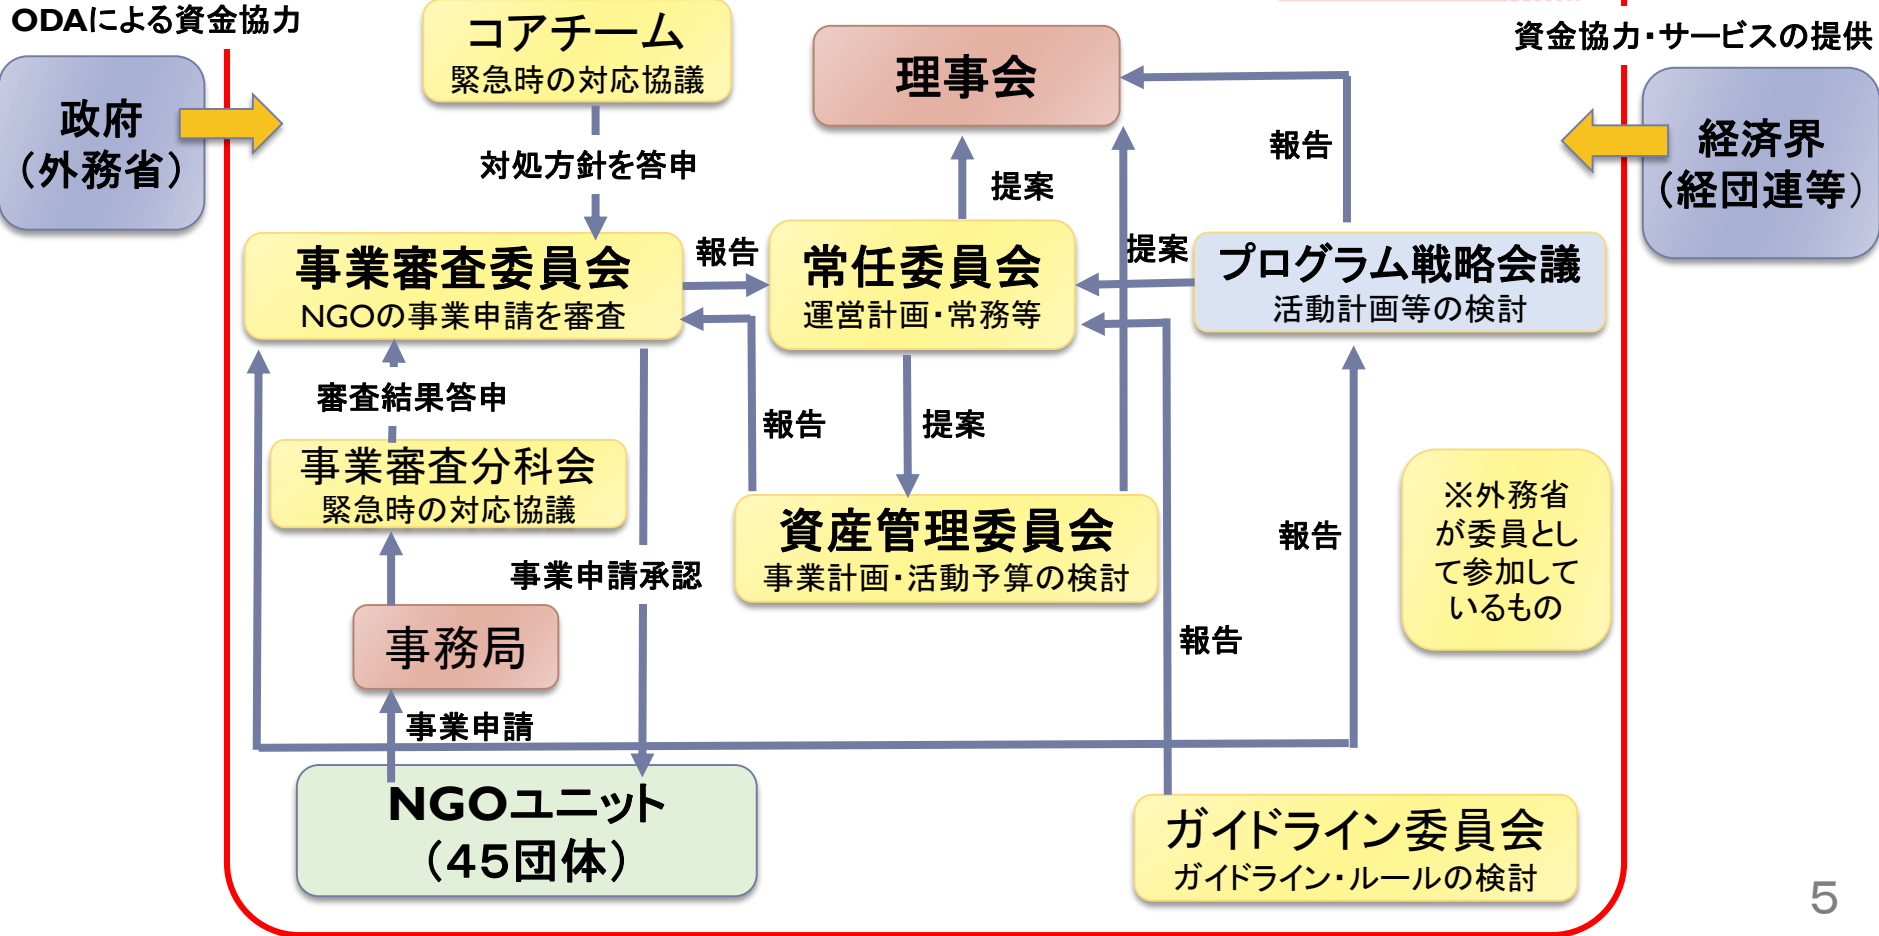 ODAによる資金協力
資金協力・サービスの提供
政府
（外務省）
経済界
（経団連等）
コアチーム
緊急時の対応協議
理事会
対処方針を答申
提案
報告
事業審査委員会
NGOの事業申請を審査
報告
常任委員会
運営計画・常務等
提案
プログラム戦略会議
活動計画等の検討
審査結果答申
報告
提案
事業審査分科会
緊急時の対応協議
資産管理委員会
事業計画・活動予算の検討
報告
※外務省
が委員とし
て参加して
いるもの
事業申請承認
事務局
報告
事業申請
NGOユニット
（45団体）
ガイドライン委員会
ガイドライン・ルールの検討
5